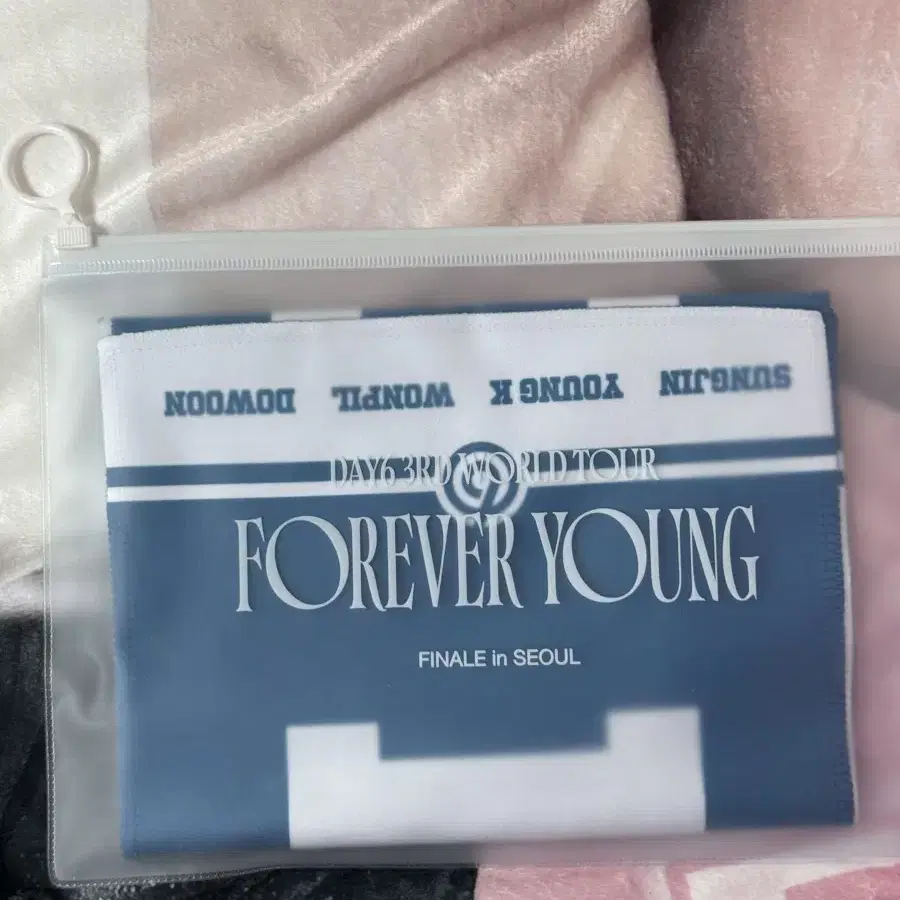 SUNGJIN YOUNG K WONPIL DOWOON
DAY6 3RD WORLD TOUR
FOREVER YOUNG
FINALE in SEOUL